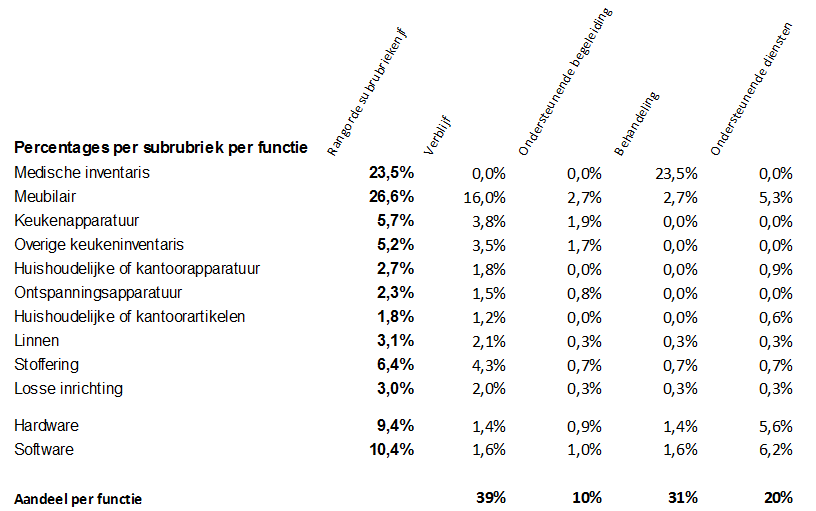 Rangorde subrubriekenjf
Verblijf
Ondersteunende begeleiding
Behandeling
Ondersteunende diensten
Percentages per subrubriek per functie
Medische inventaris 23,5% 0,0% 0,0% 23,5% 0,0%
Meubilair 26,6% 16,0% 2,7% 2,7% 5,3%
Keukenapparatuur 5,7% 3,8% 1,9% 0,0% 0,0%
Overige keukeninventaris 5,2% 3,5% 1,7% 0,0% 0,0%
Huishoudelijke of kantoorapparatuur 2,7% 1,8% 0,0% 0,0% 0,9%
Ontspanningsapparatuur 2,3% 1,5% 0,8% 0,0% 0,0%
Huishoudelijke of kantoorartikelen 1,8% 1,2% 0,0% 0,0% 0,6%
Linnen 3,1% 2,1% 0,3% 0,3% 0,3%
Stoffering 6,4% 4,3% 0,7% 0,7% 0,7%
Losse inrichting 3,0% 2,0% 0,3% 0,3% 0,3%
Hardware 9,4% 1,4% 0,9% 1,4% 5,6%
Software 10,4% 1,6% 1,0% 1,6% 6,2%
Aandeel per functie 39% 10% 31% 20%